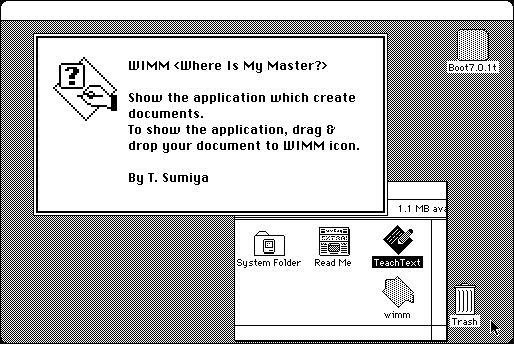 WIMM <Where Is My Master?>
Show the application which create
documents.
To show the application, drag &
drop your document to WIMM icon.
By T. Sumiya
Boot7.0.1t
1.1 MB ava
System Folder
Read Me
TeachText
wimm
Trash